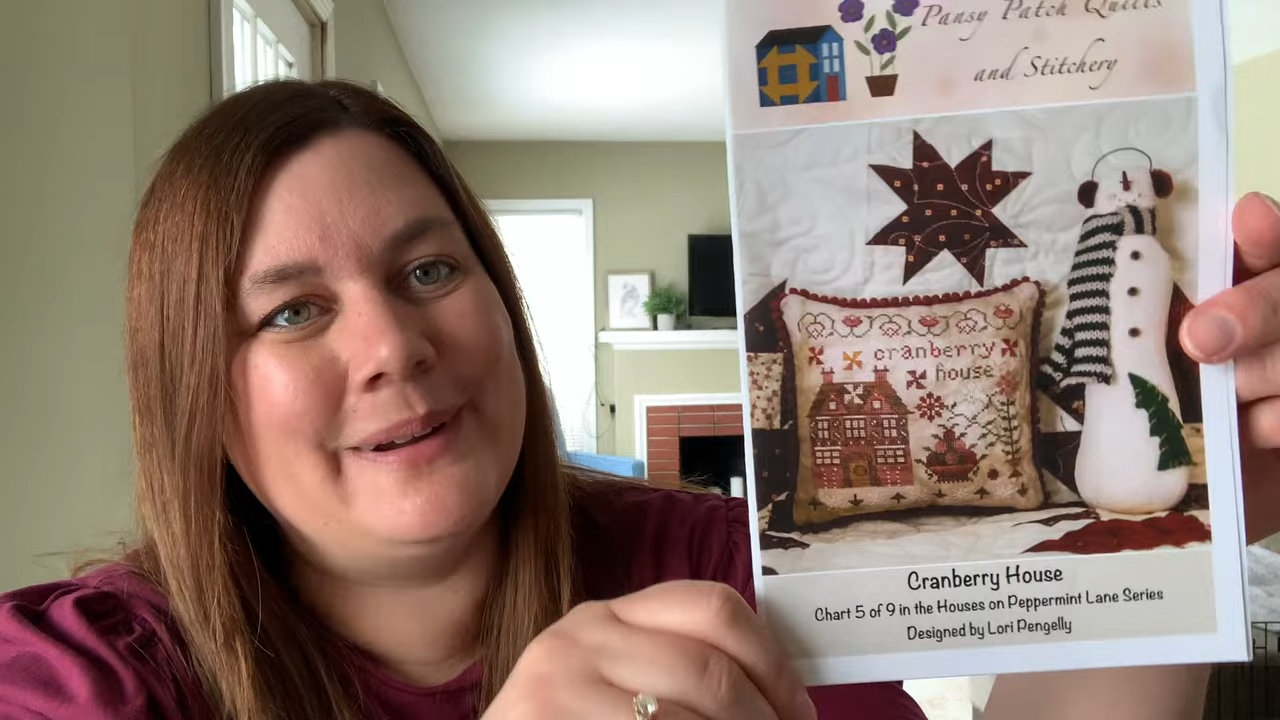 Pansy Patch Quilts
and Stitchery
cranberry
house
Cranberry House
Chart 5 of 9 in the Houses on Peppermint Lane Series
Designed by Lori Pengelly